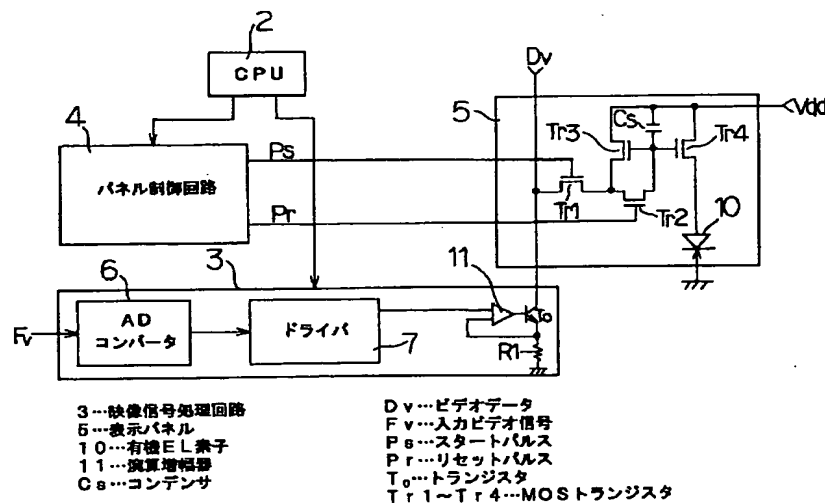 2
CPU
4
パネル制御回路
Ps
Pr
Dv
5
Vdd
Cs
Tr3
Tr4
Tr1
Tr2
10
3
6
ADコンバータ
Fv
ドライバ
7
11
T₀
R1
3…映像信号処理回路
5…表示パネル
10…有機EL素子
11…演算増幅器
Cs…コンデンサ
Dv…ビデオデータ
Fv…入力ビデオ信号
Ps…スタートパルス
Pr…リセットパルス
T₀…トランジスタ
Tr1~Tr4…MOSトランジスタ